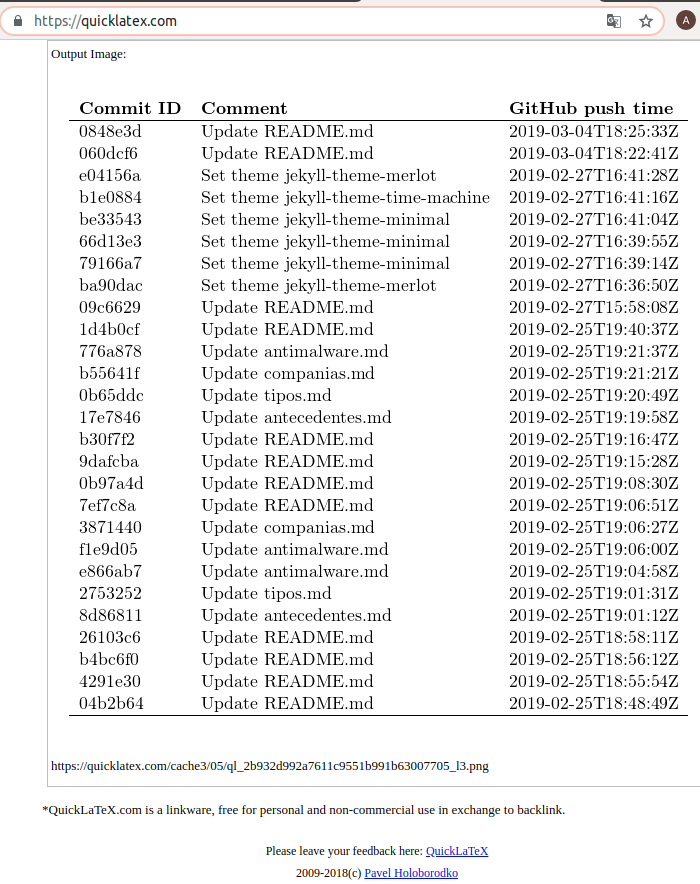 https://quicklatex.com
A
Output Image:
Commit ID Comment GitHub push time
0848e3d Update README.md 2019-03-04T18:25:33Z
060dcf6 Update README.md 2019-03-04T18:22:41Z
e04156a Set theme jekyll-theme-merlot 2019-02-27T16:41:28Z
b1e0884 Set theme jekyll-theme-time-machine 2019-02-27T16:41:16Z
be33543 Set theme jekyll-theme-minimal 2019-02-27T16:41:04Z
66d13e3 Set theme jekyll-theme-minimal 2019-02-27T16:39:55Z
79166a7 Set theme jekyll-theme-minimal 2019-02-27T16:39:14Z
ba90dac Set theme jekyll-theme-merlot 2019-02-27T16:36:50Z
09c6629 Update README.md 2019-02-27T15:58:08Z
1d4b0cf Update README.md 2019-02-25T19:40:37Z
776a878 Update antimalware.md 2019-02-25T19:21:37Z
b55641f Update companias.md 2019-02-25T19:21:21Z
0b65ddc Update tipos.md 2019-02-25T19:20:49Z
17e7846 Update antecedentes.md 2019-02-25T19:19:58Z
b30f7f2 Update README.md 2019-02-25T19:16:47Z
9dafcba Update README.md 2019-02-25T19:15:28Z
0b97a4d Update README.md 2019-02-25T19:08:30Z
7ef7c8a Update README.md 2019-02-25T19:06:51Z
3871440 Update companias.md 2019-02-25T19:06:27Z
f1e9d05 Update antimalware.md 2019-02-25T19:06:00Z
e866ab7 Update antimalware.md 2019-02-25T19:04:58Z
2753252 Update tipos.md 2019-02-25T19:01:31Z
8d86811 Update antecedentes.md 2019-02-25T19:01:12Z
26103c6 Update README.md 2019-02-25T18:58:11Z
b4bc6f0 Update README.md 2019-02-25T18:56:12Z
4291e30 Update README.md 2019-02-25T18:55:54Z
04b2b64 Update README.md 2019-02-25T18:48:49Z
https://quicklatex.com/cache3/05/ql_2b932d992a7611c9551b991b63007705_l3.png
*QuickLaTeX.com is a linkware, free for personal and non-commercial use in exchange to backlink.
Please leave your feedback here: QuickLaTeX
2009-2018(c) Pavel Holoborodko